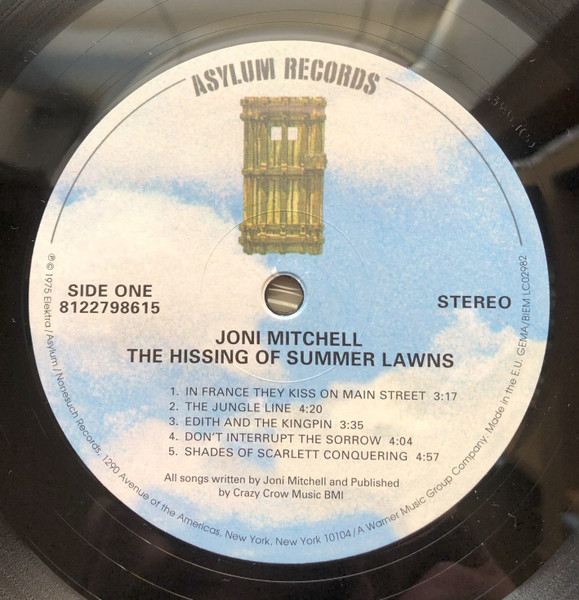 ASYLUM RECORDS
SIDE ONE
8122798615
STEREO
JONI MITCHELL
THE HISSING OF SUMMER LAWNS
1. IN FRANCE THEY KISS ON MAIN STREET 3:17
2. THE JUNGLE LINE 4:20
3. EDITH AND THE KINGPIN 3:35
4. DON'T INTERRUPT THE SORROW 4:04
5. SHADES OF SCARLETT CONQUERING 4:57
All songs written by Joni Mitchell and Published
by Crazy Crow Music BMI
℗ © 1975 Elektra/Asylum/Nonesuch Records, 1290 Avenue of the Americas, New York, New York 10104/A Warner Music Group Company. Made in the E.U. GEMA/BIEM LC02982